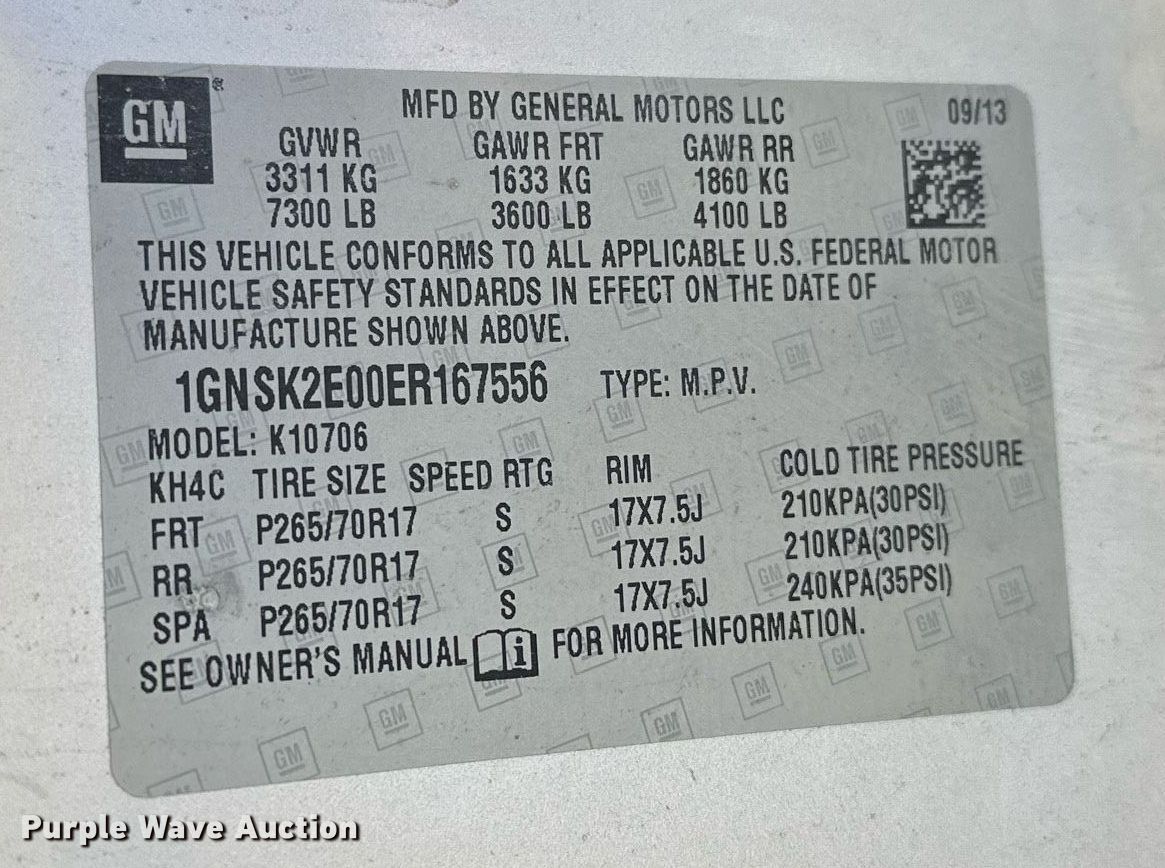 GM®
MFD BY GENERAL MOTORS LLC 09/13
GVWR GAWR FRT GAWR RR
3311 KG 1633 KG 1860 KG
7300 LB 3600 LB 4100 LB
THIS VEHICLE CONFORMS TO ALL APPLICABLE U.S. FEDERAL MOTOR
VEHICLE SAFETY STANDARDS IN EFFECT ON THE DATE OF
MANUFACTURE SHOWN ABOVE.
1GNSK2E00ER167556 TYPE: M.P.V.
MODEL: K10706
KH4C TIRE SIZE SPEED RTG RIM COLD TIRE PRESSURE
FRT P265/70R17 S 17X7.5J 210KPA(30PSI)
RR P265/70R17 S 17X7.5J 210KPA(30PSI)
SPA P265/70R17 S 17X7.5J 240KPA(35PSI)
SEE OWNER'S MANUAL i FOR MORE INFORMATION.
Purple Wave Auction